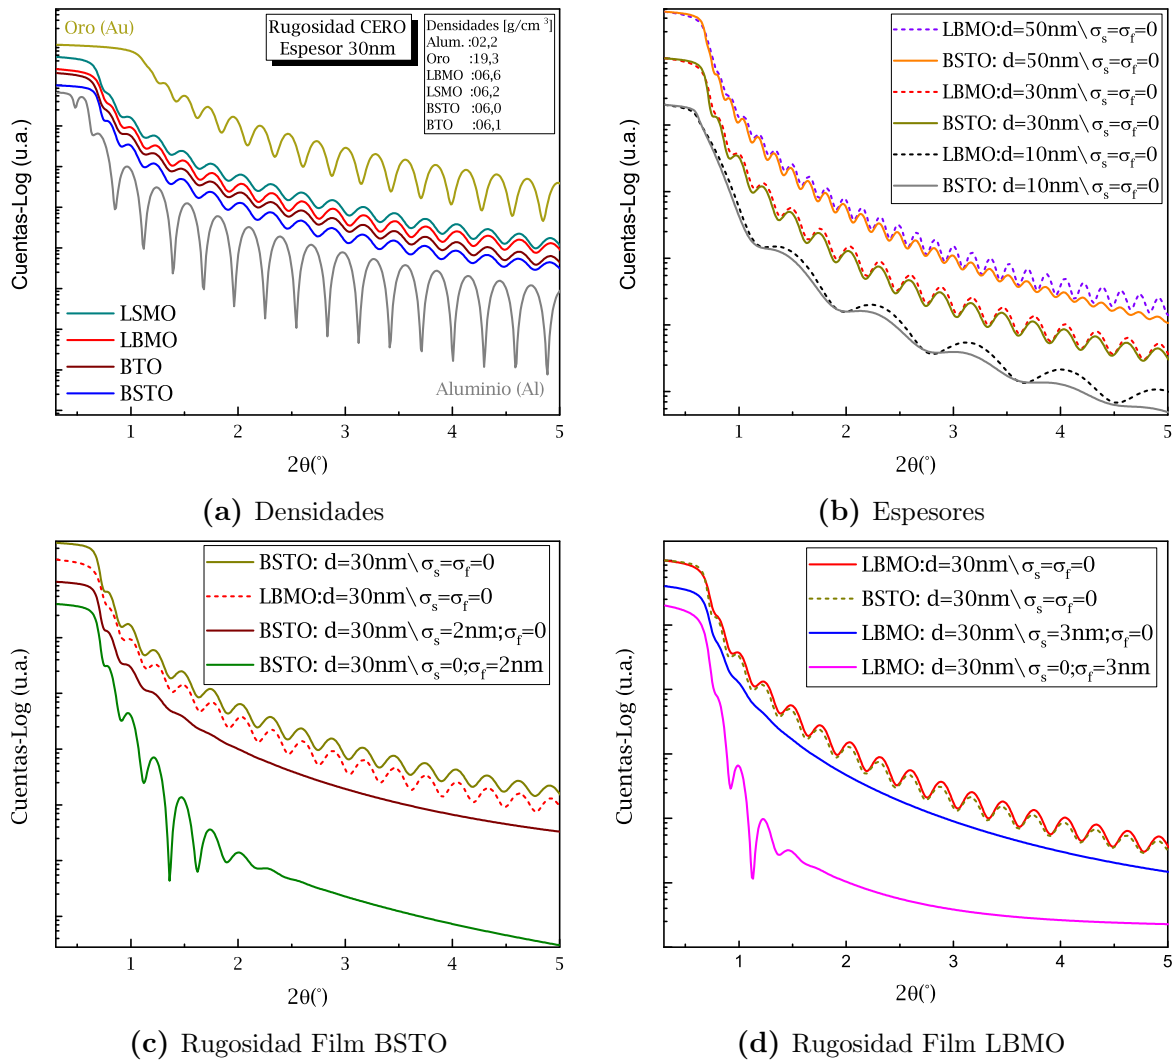 Oro (Au)
Rugosidad CERO
Espesor 30nm
Densidades [g/cm ³]
Alum. :02,2
Oro :19,3
LBMO :06,6
LSMO :06,2
BSTO :06,0
BTO :06,1
Cuentas-Log (u.a.)
LSMO
LBMO
BTO
BSTO
Aluminio (Al)
1 2 3 4 5
2θ(°)
(a) Densidades
LBMO:d=50nm\ σs=σf=0
BSTO: d=50nm\ σs=σf=0
LBMO:d=30nm\ σs=σf=0
BSTO: d=30nm\ σs=σf=0
LBMO:d=10nm\ σs=σf=0
BSTO: d=10nm\ σs=σf=0
Cuentas-Log (u.a.)
1 2 3 4 5
2θ(°)
(b) Espesores
BSTO: d=30nm\ σs=σf=0
LBMO:d=30nm\ σs=σf=0
BSTO: d=30nm\ σs=2nm;σf=0
BSTO: d=30nm\ σs=0;σf=2nm
Cuentas-Log (u.a.)
1 2 3 4 5
2θ(°)
(c) Rugosidad Film BSTO
LBMO:d=30nm\ σs=σf=0
BSTO: d=30nm\ σs=σf=0
LBMO: d=30nm\ σs=3nm;σf=0
LBMO: d=30nm\ σs=0;σf=3nm
Cuentas-Log (u.a.)
1 2 3 4 5
2θ(°)
(d) Rugosidad Film LBMO